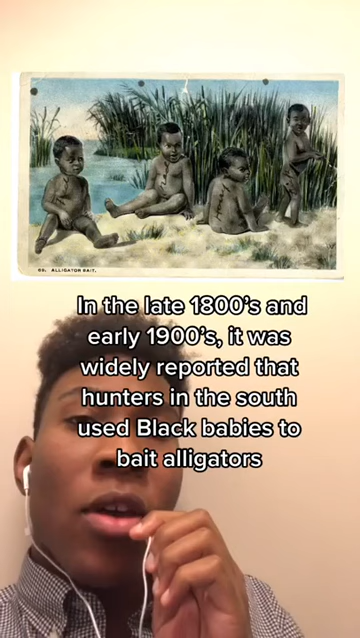 69. ALLIGATOR BAIT.
In the late 1800's and
early 1900's, it was
widely reported that
hunters in the south
used Black babies to
bait alligators